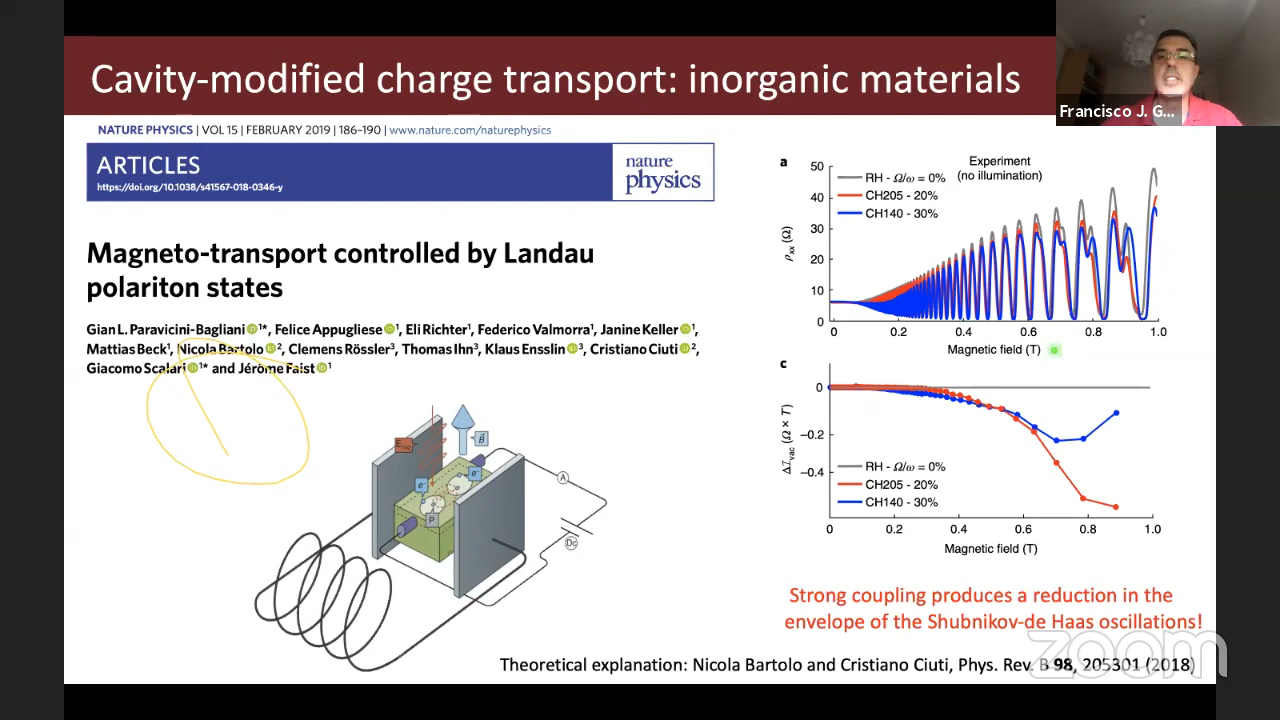 Cavity-modified charge transport: inorganic materials
Francisco J. G...
NATURE PHYSICS | VOL 15 | FEBRUARY 2019 | 186–190 | www.nature.com/naturephysics
ARTICLES
https://doi.org/10.1038/s41567-018-0346-y
nature
physics
Magneto-transport controlled by Landau
polariton states
Gian L. Paravicini-Bagliani 1*, Felice Appugliese 1, Eli Richter1, Federico Valmorra1, Janine Keller 1,
Mattias Beck1, Nicola Bartolo 2, Clemens Rössler3, Thomas Ihn3, Klaus Ensslin 3, Cristiano Ciuti 2,
Giacomo Scalari 1* and Jérôme Faist 1
B
e-
e-
P
A
Dc
a
Experiment
(no illumination)
RH - Ω/ω = 0%
CH205 - 20%
CH140 - 30%
50
40
30
20
10
0
ρxx (Ω)
0 0.2 0.4 0.6 0.8 1.0
Magnetic field (T)
c
0
−0.2
−0.4
ΔIvac (Ω × T)
RH - Ω/ω = 0%
CH205 - 20%
CH140 - 30%
0 0.2 0.4 0.6 0.8 1.0
Magnetic field (T)
Strong coupling produces a reduction in the
envelope of the Shubnikov-de Haas oscillations!
Theoretical explanation: Nicola Bartolo and Cristiano Ciuti, Phys. Rev. B 98, 205301 (2018)
zoom